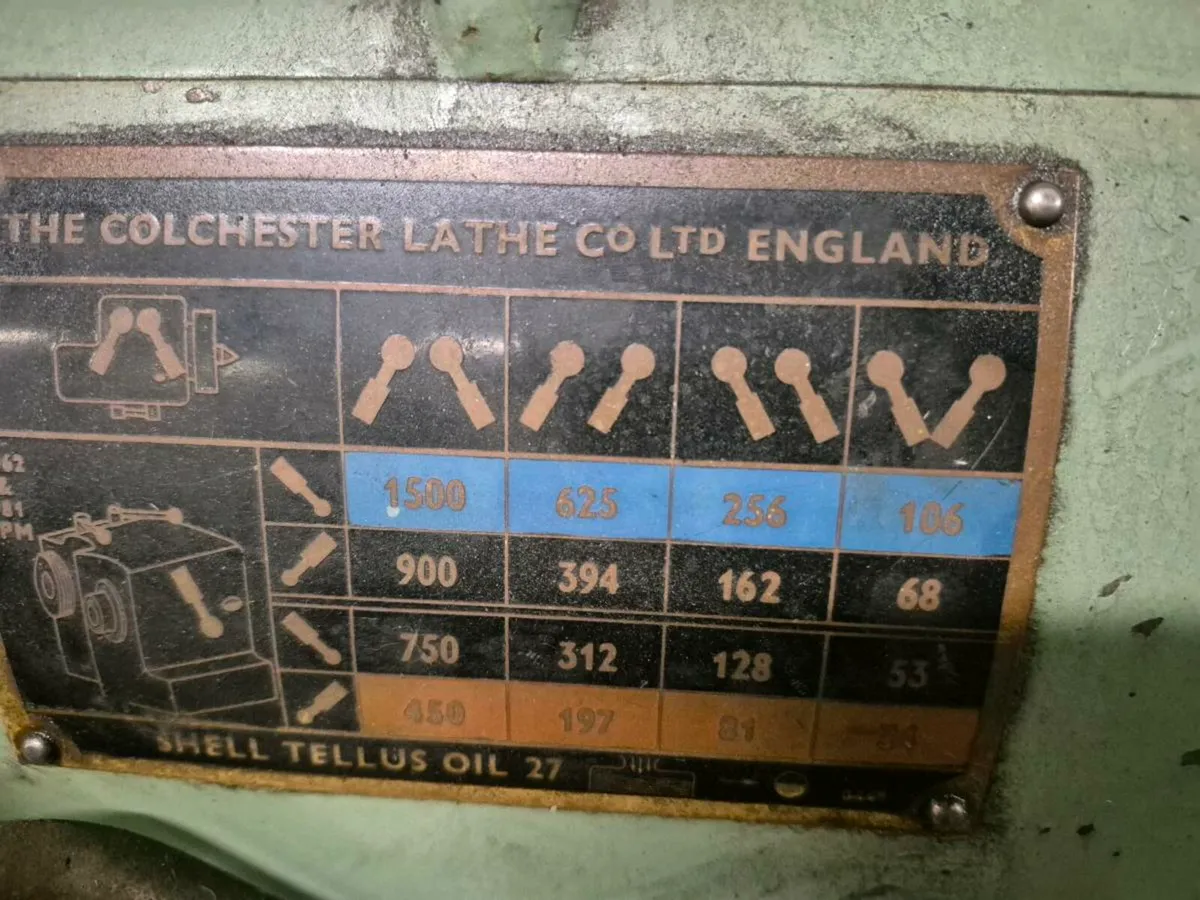 THE COLCHESTER LATHE CO LTD ENGLAND
1500 625 256 106
900 394 162 68
750 312 128 53
450 197 81
SHELL TELLUS OIL 27